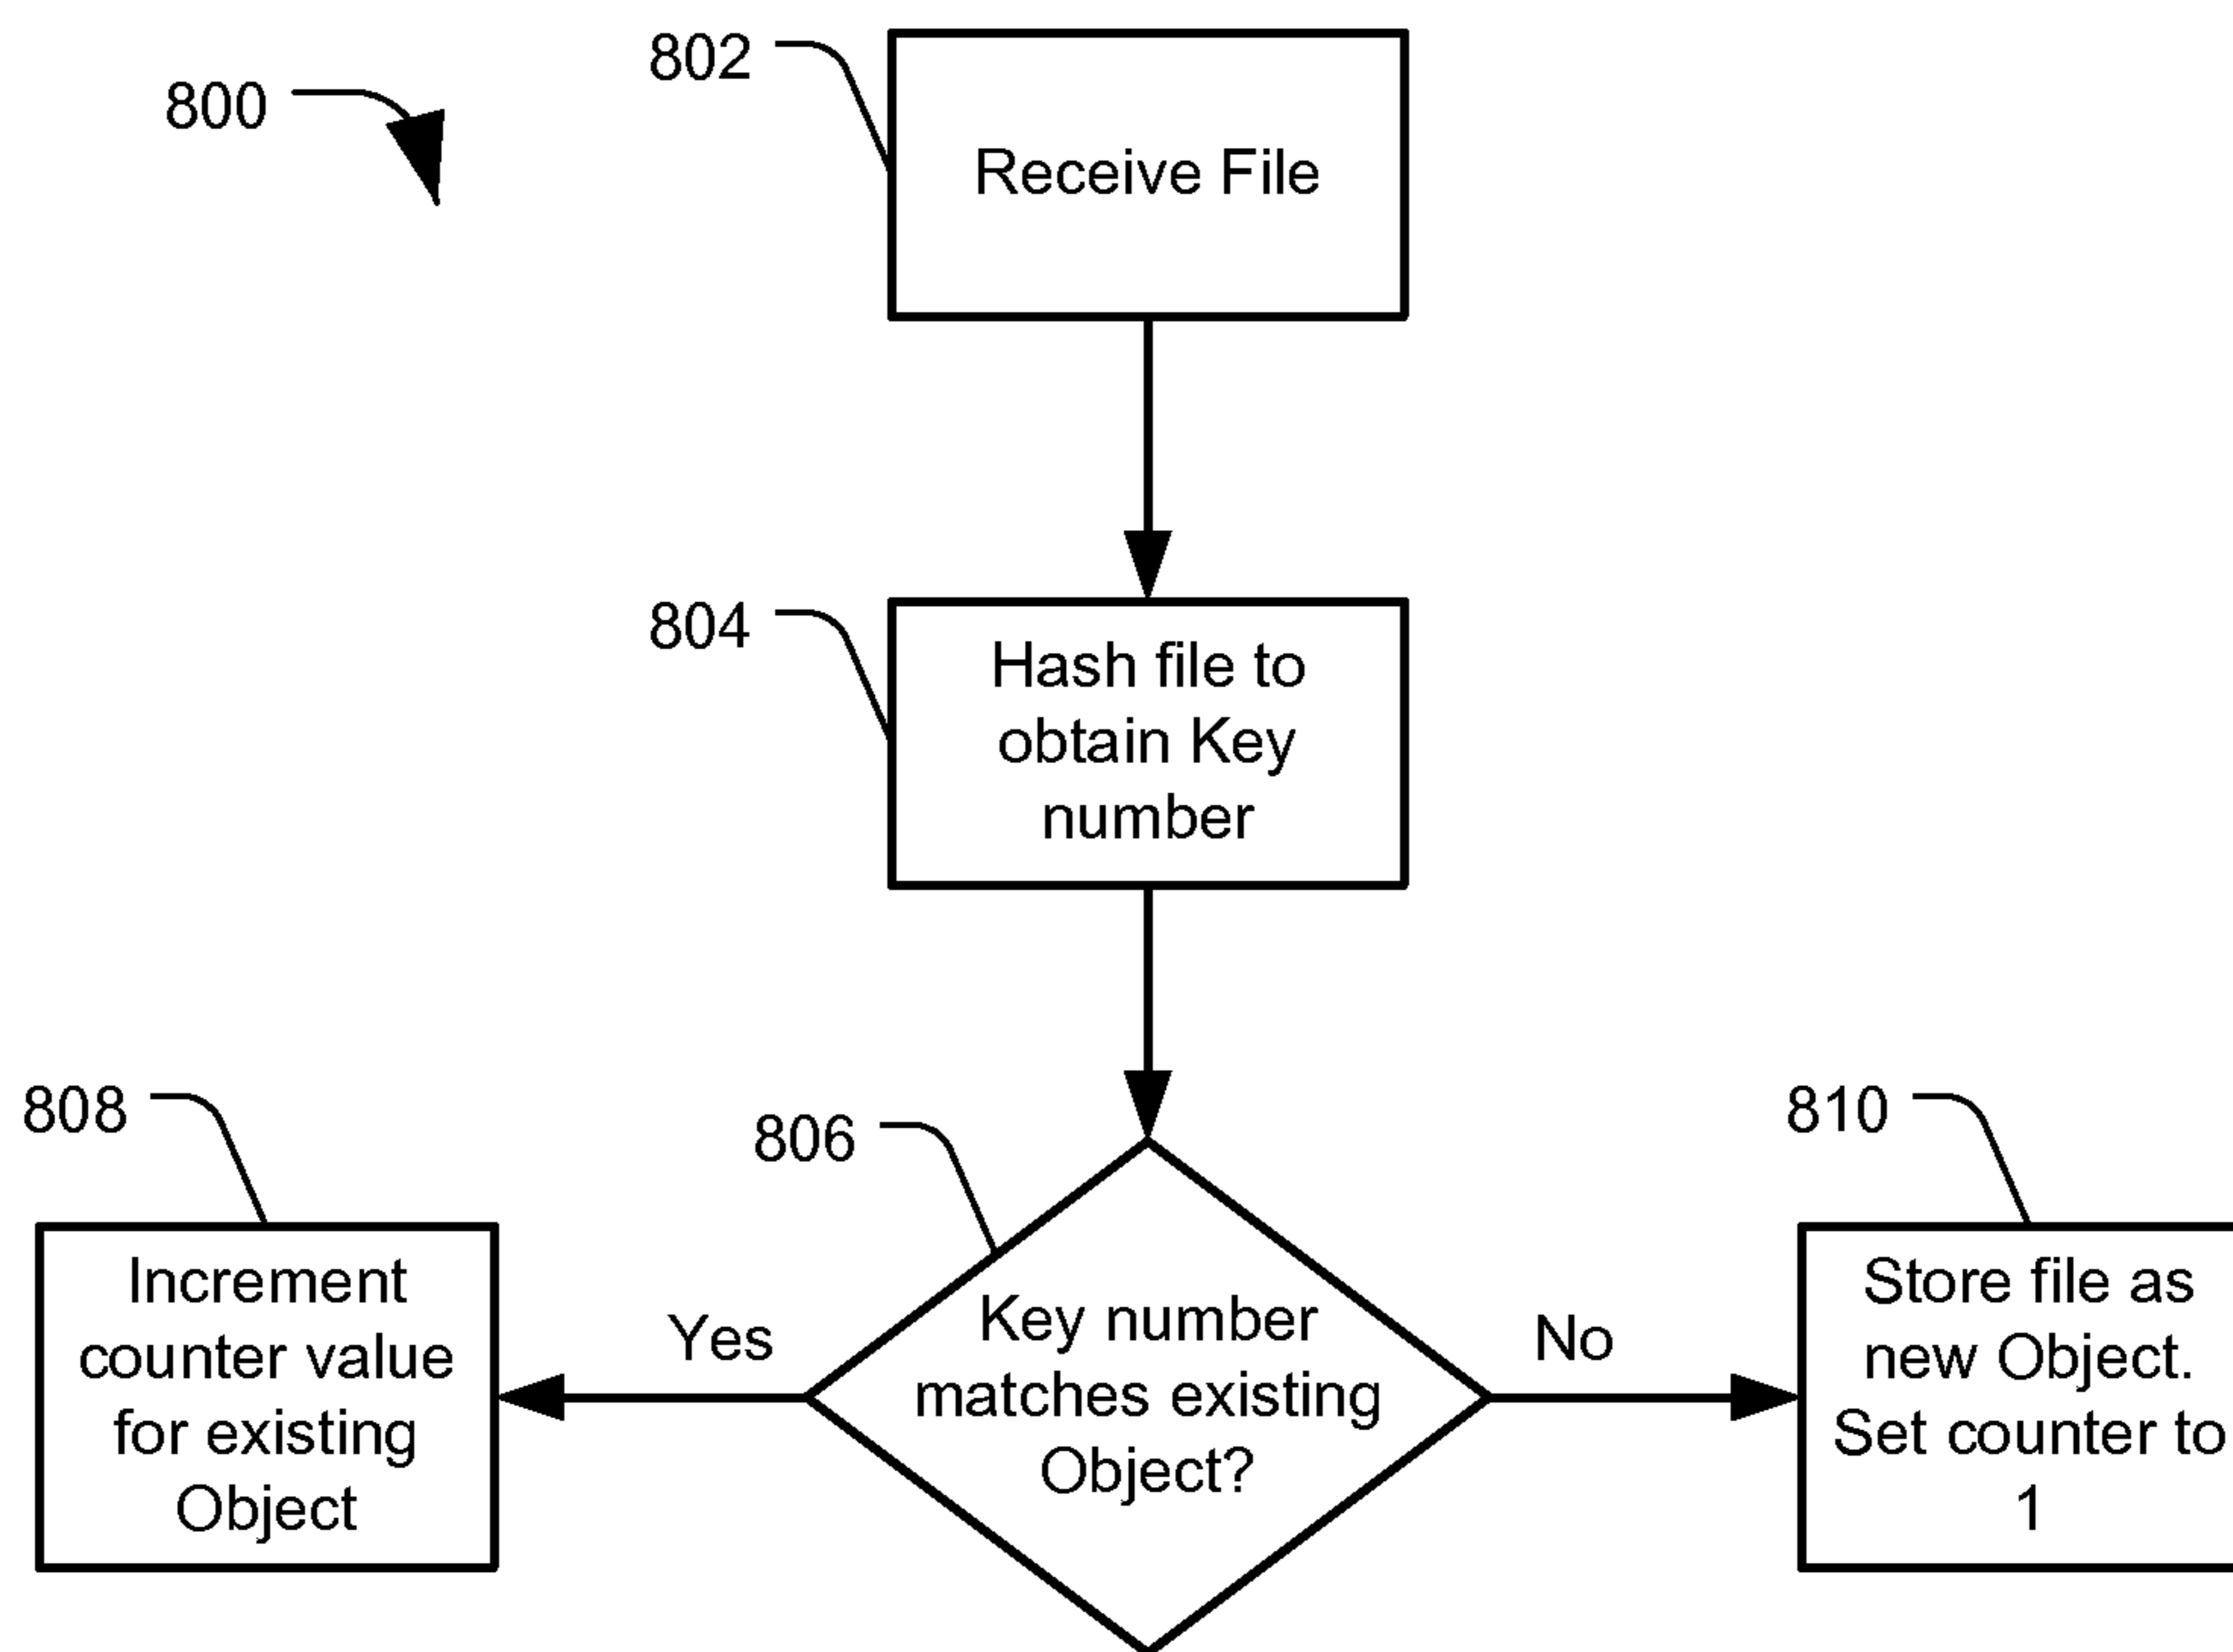 802
800
Receive File
804
Hash file to
obtain Key
number
808
806
810
Increment
counter value
for existing
Object
Yes
Key number
matches existing
Object?
No
Store file as
new Object.
Set counter to
1